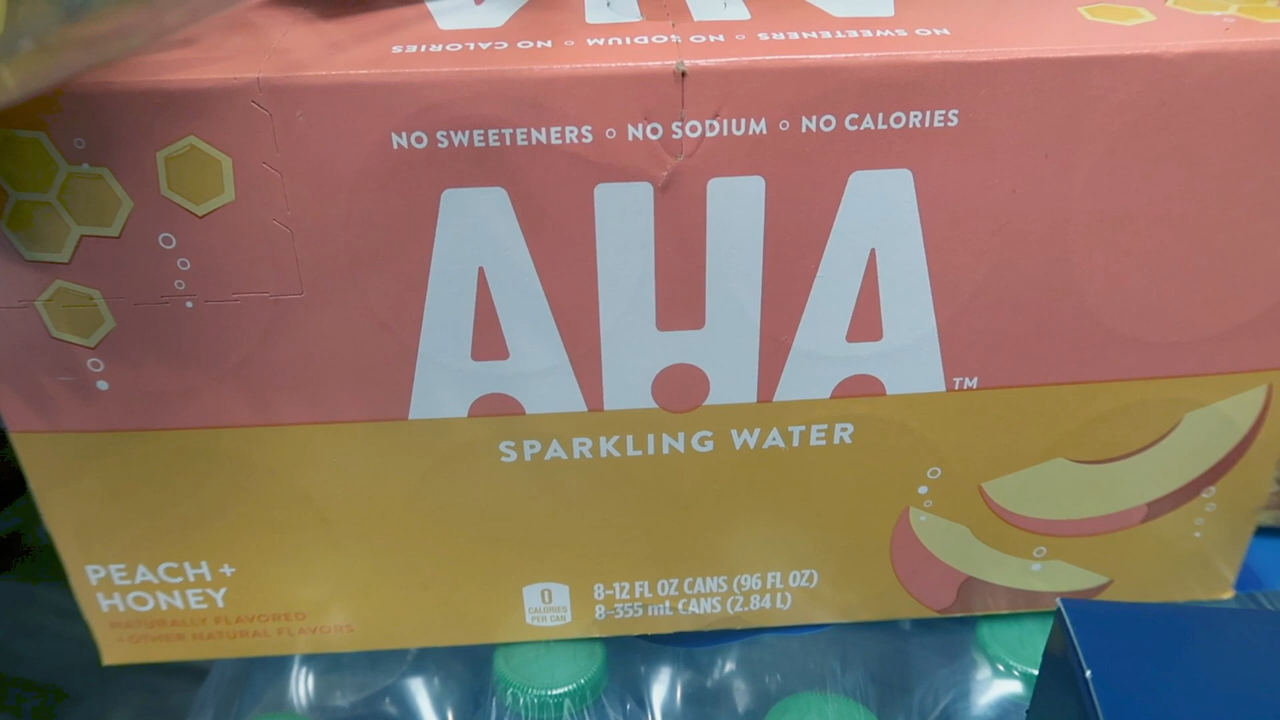 NO SWEETENERS ○ NO SODIUM ○ NO CALORIES
NO SWEETENERS ○ NO SODIUM ○ NO CALORIES
AHA™
SPARKLING WATER
PEACH +
HONEY
NATURALLY FLAVORED
+ OTHER NATURAL FLAVORS
0
CALORIES
PER CAN
8-12 FL OZ CANS (96 FL OZ)
8-355 mL CANS (2.84 L)